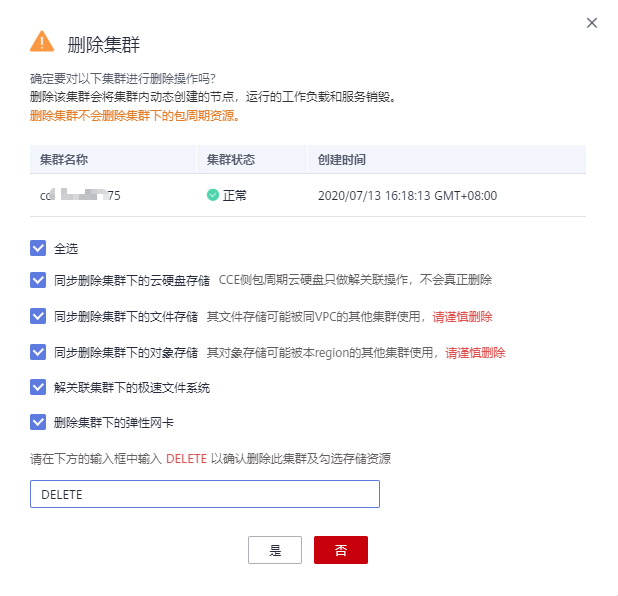 删除集群
确定要对以下集群进行删除操作吗?
删除该集群会将集群内动态创建的节点，运行的工作负载和服务销毁。
删除集群不会删除集群下的包周期资源。
集群名称 集群状态 创建时间
75 正常 2020/07/13 16:18:13 GMT+08:00
全选
同步删除集群下的云硬盘存储 CCE侧包周期云硬盘只做解关联操作，不会真正删除
同步删除集群下的文件存储 其文件存储可能被同VPC的其他集群使用，请谨慎删除
同步删除集群下的对象存储 其对象存储可能被本region的其他集群使用，请谨慎删除
解关联集群下的极速文件系统
删除集群下的弹性网卡
请在下方的输入框中输入 DELETE 以确认删除此集群及勾选存储资源
DELETE
是 否